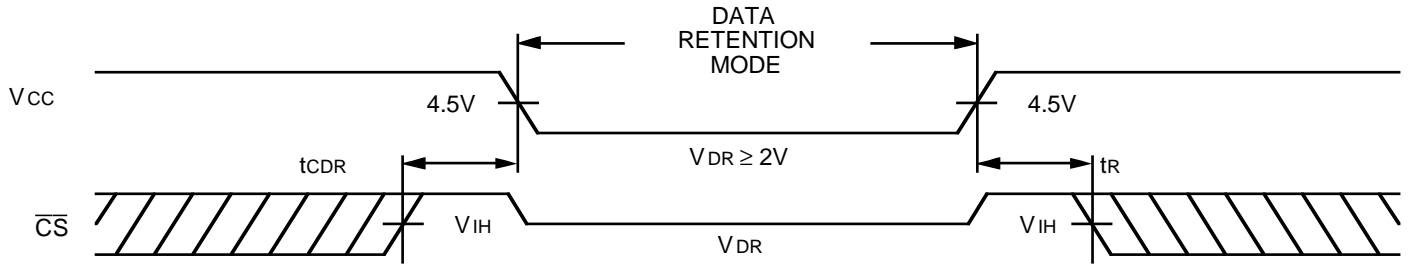 DATA
RETENTION
MODE
VCC
4.5V
4.5V
VDR ≥ 2V
tCDR
tR
CS
VIH
VIH
VDR